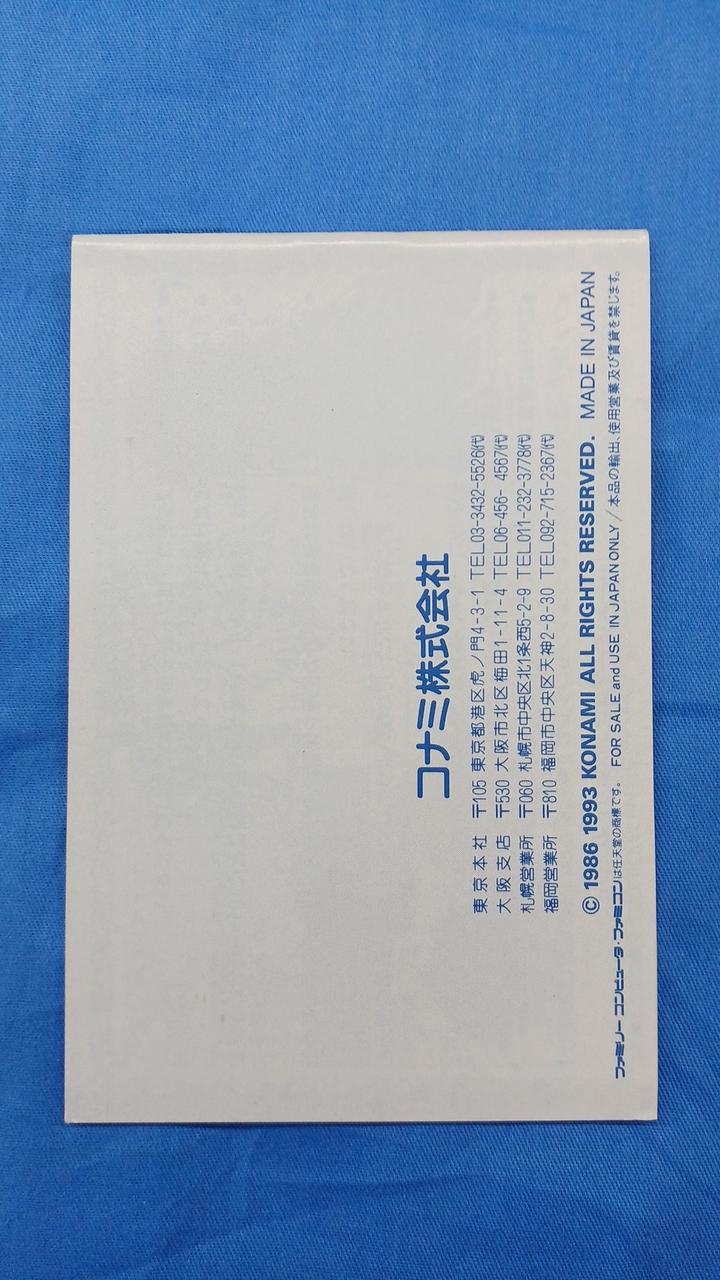 コナミ株式会社
東京本社 〒105 東京都港区虎ノ門4-3-1 TEL03-3432-5526㈹
大阪支店 〒530 大阪市北区梅田1-11-4 TEL06-456-4567㈹
札幌営業所 〒060 札幌市中央区北1条西5-2-9 TEL011-232-3778㈹
福岡営業所 〒810 福岡市中央区天神2-8-30 TEL092-715-2367㈹
© 1986 1993 KONAMI ALL RIGHTS RESERVED. MADE IN JAPAN
ファミリーコンピュータ・ファミコンは任天堂の商標です。 FOR SALE and USE IN JAPAN ONLY/本品の輸出、使用営業及び賃貸を禁じます。